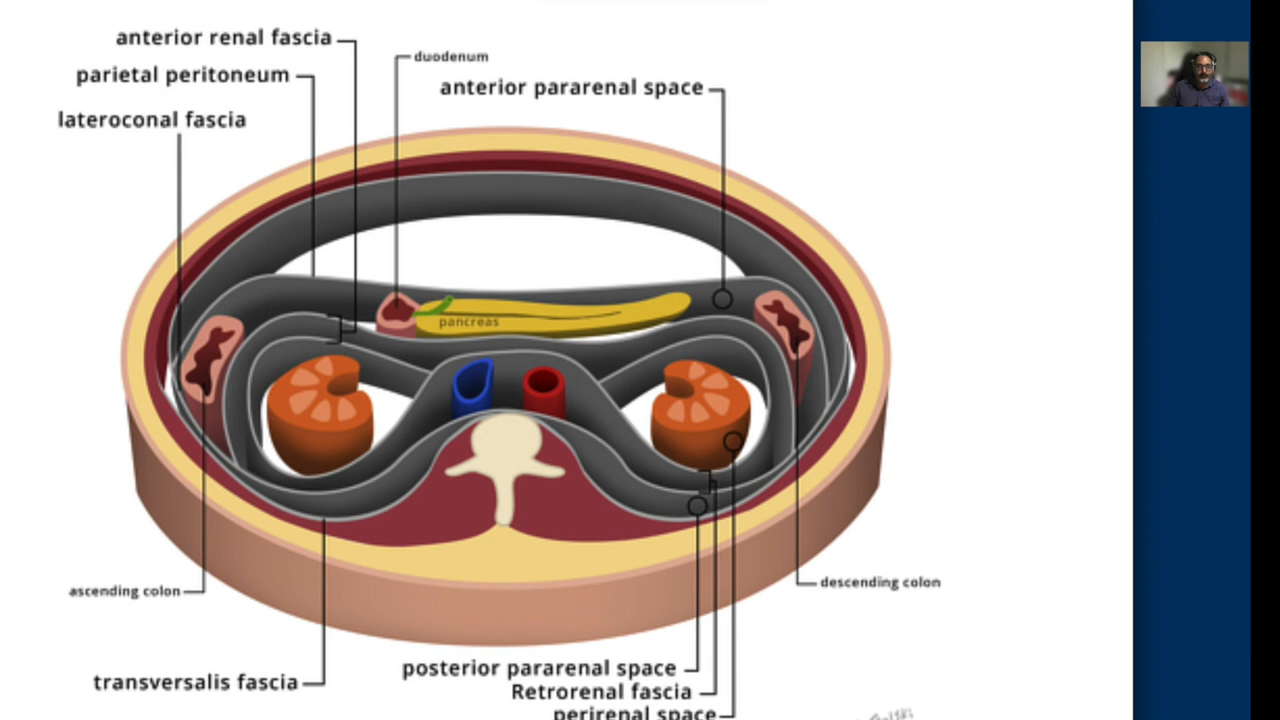 anterior renal fascia
duodenum
parietal peritoneum
anterior pararenal space
lateroconal fascia
pancreas
ascending colon
descending colon
posterior pararenal space
transversalis fascia
Retrorenal fascia
perirenal space